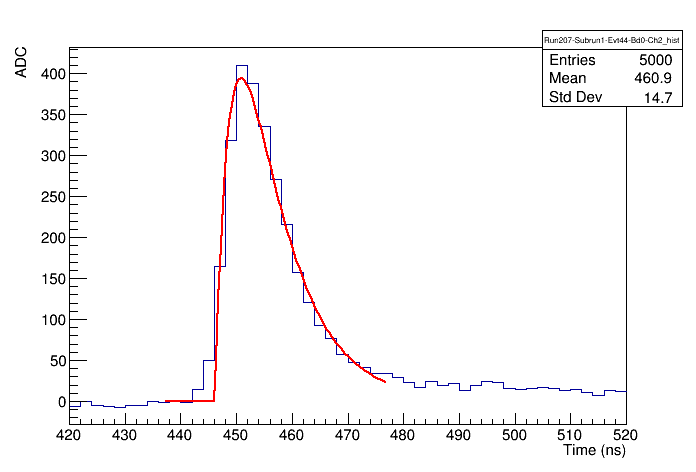 Run207-Subrun1-Evt44-Bd0-Ch2_hist
Entries 5000
Mean 460.9
Std Dev 14.7
ADC
400
350
300
250
200
150
100
50
0
420 430 440 450 460 470 480 490 500 510 520
Time (ns)